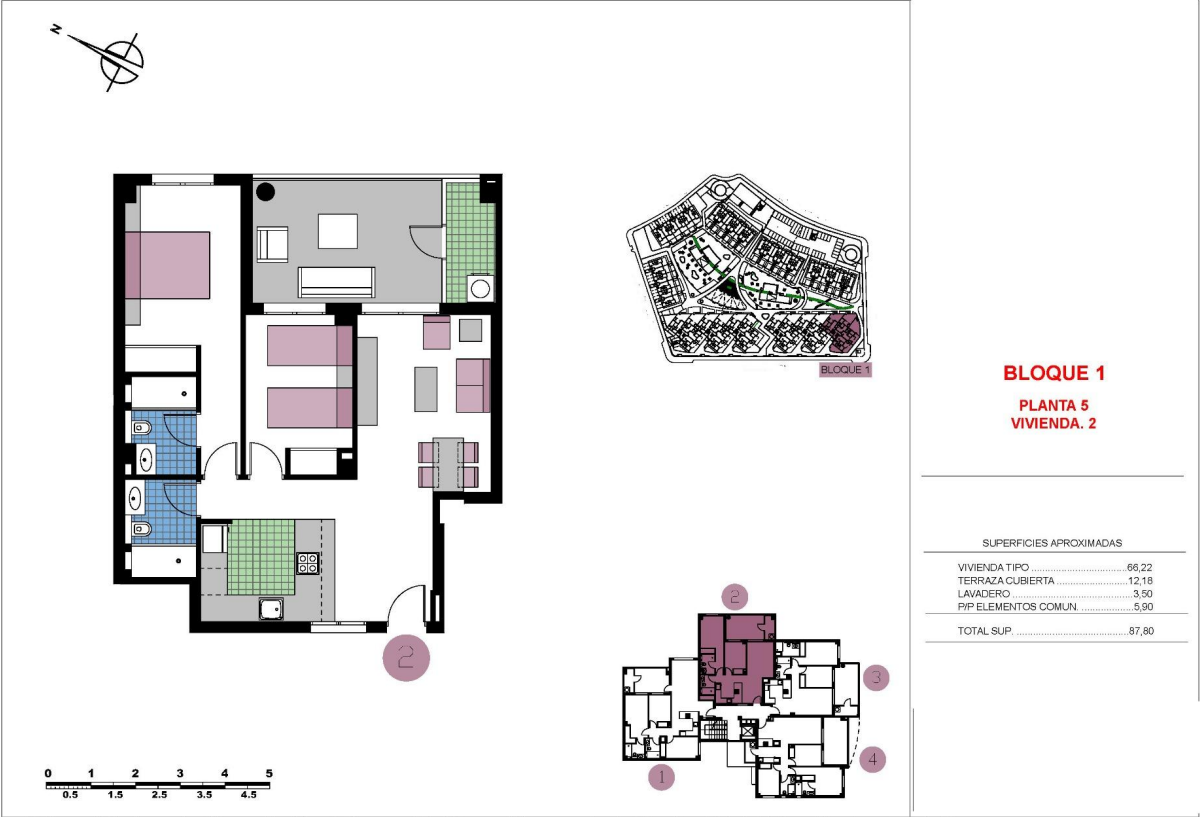 N
BLOQUE 1
2
0 1 2 3 4 5
0.5 1.5 2.5 3.5 4.5
2
3
1
4
BLOQUE 1
PLANTA 5
VIVIENDA. 2
SUPERFICIES APROXIMADAS
VIVIENDA TIPO ................................66,22
TERRAZA CUBIERTA .......................12,18
LAVADERO ........................................3,50
P/P ELEMENTOS COMUN. .................5,90
TOTAL SUP. .....................................87,80